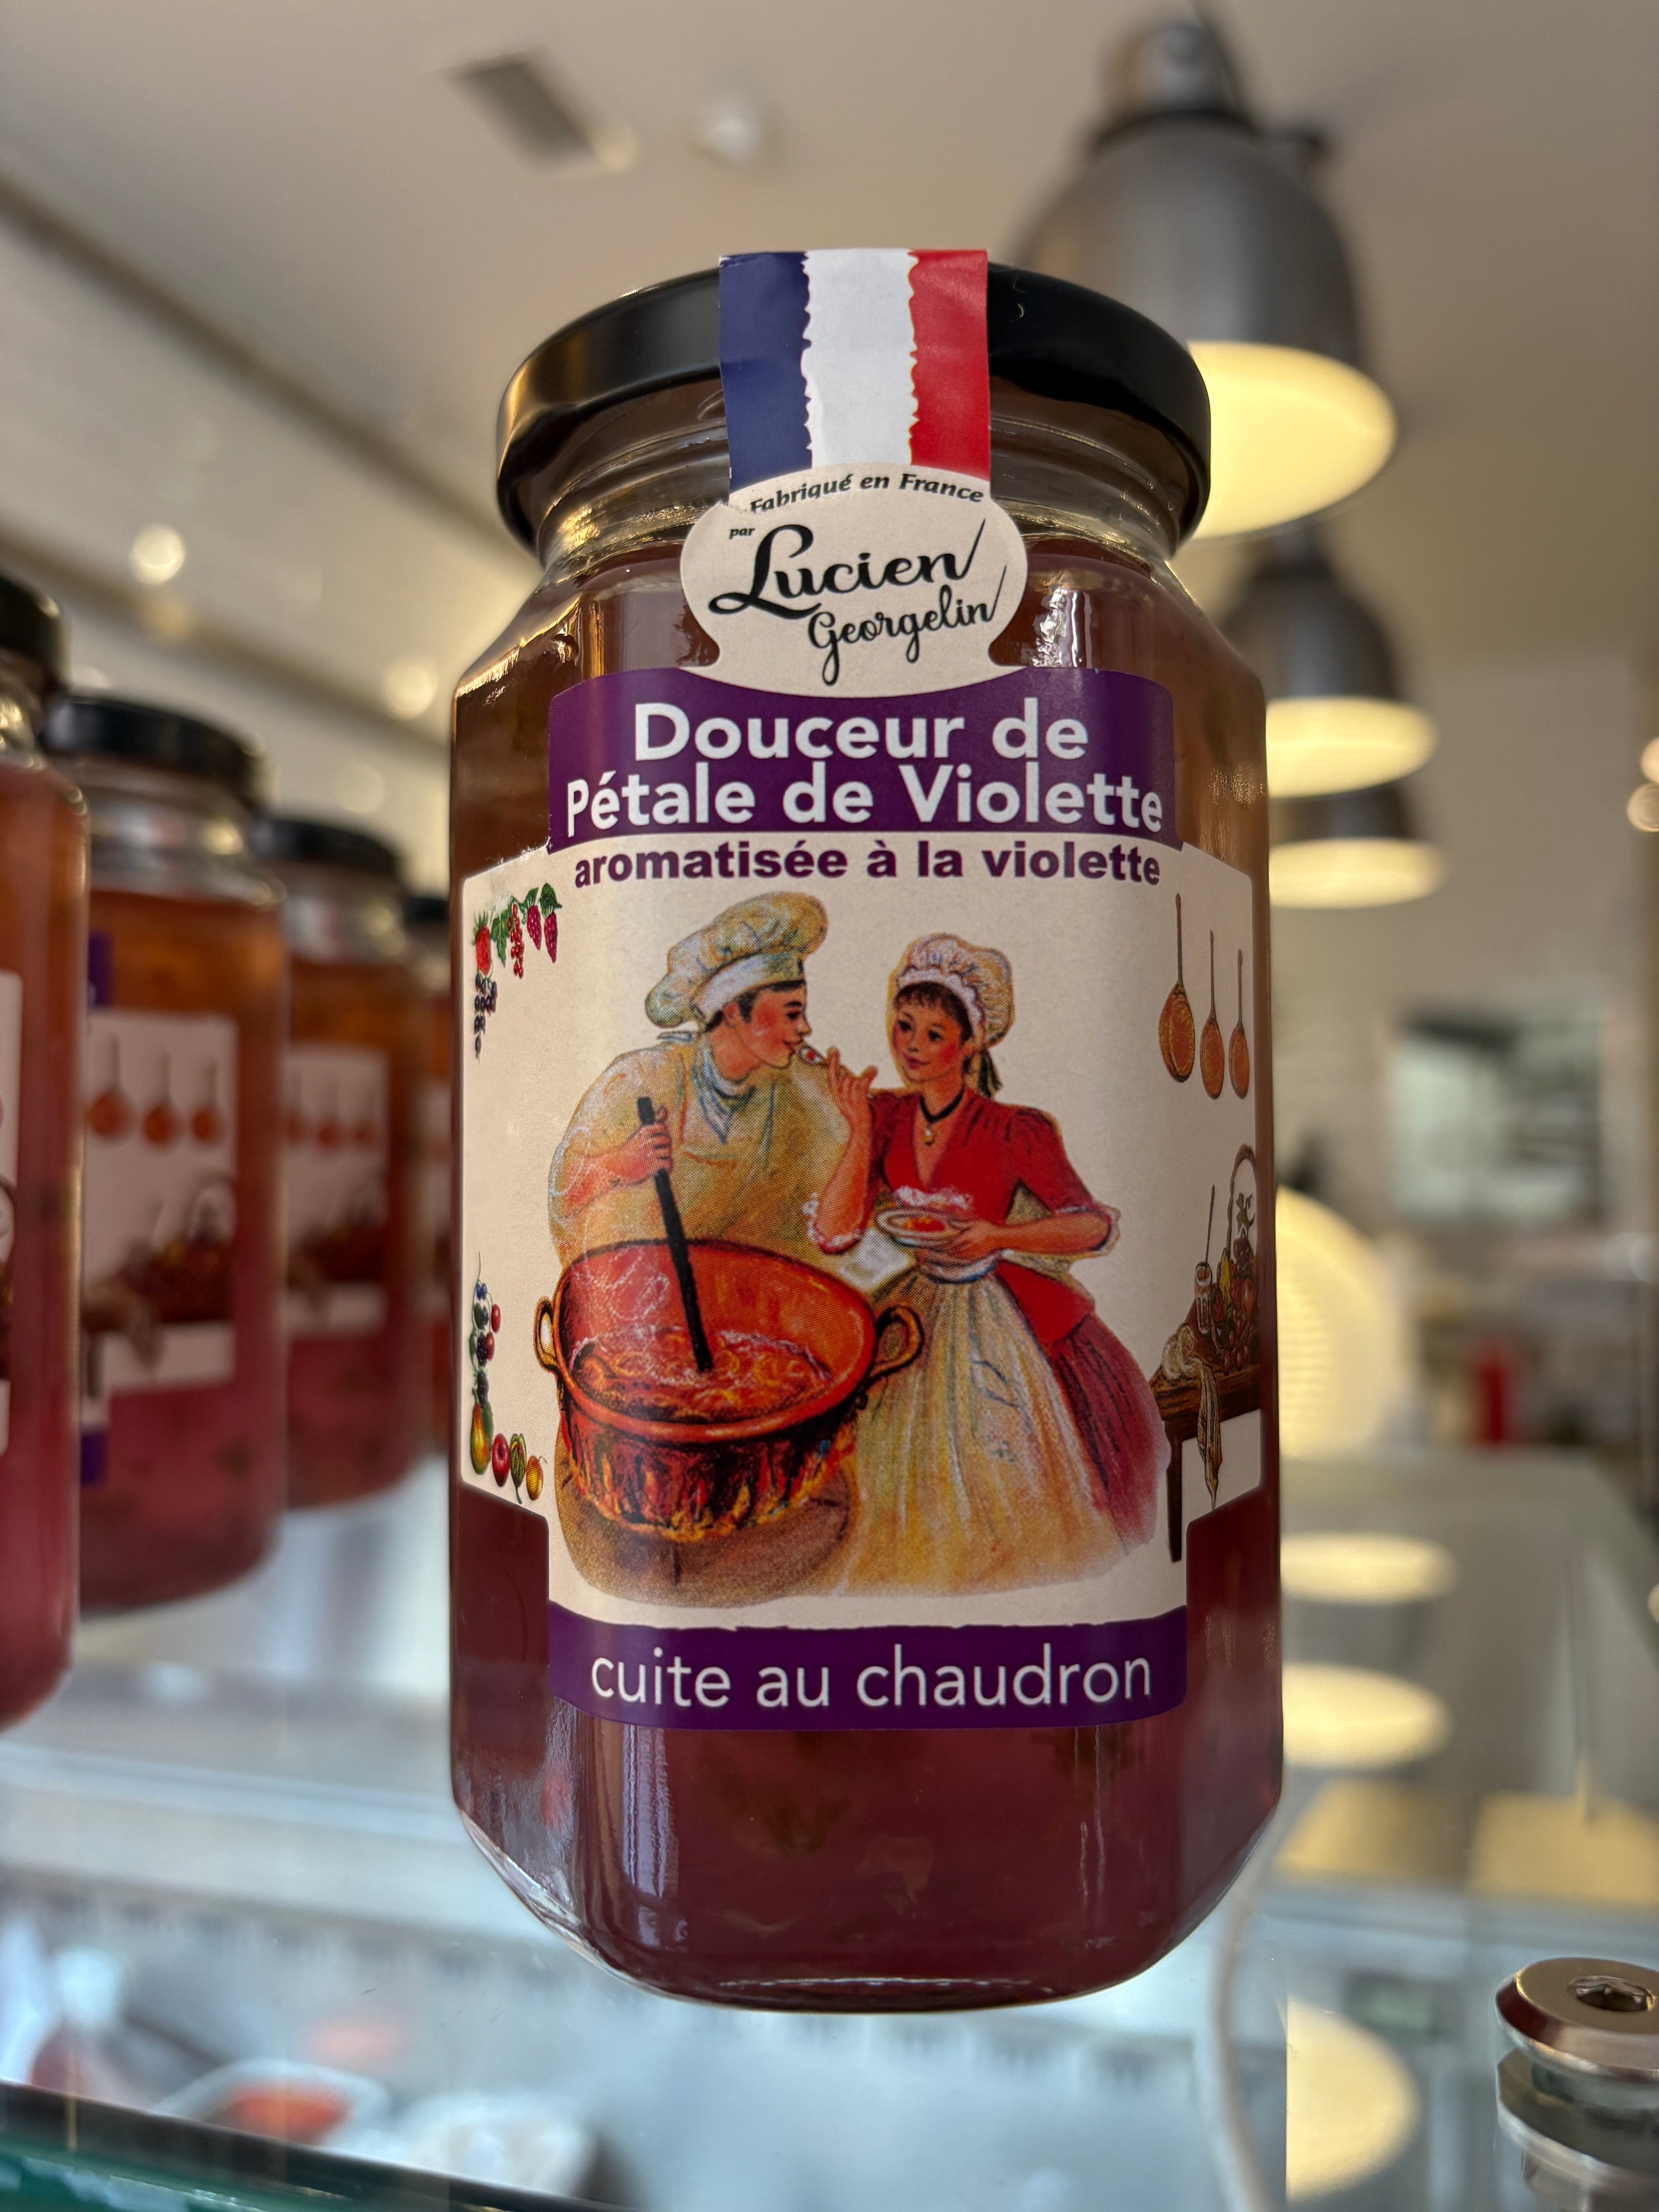 Fabriqué en France
par
Lucien
Georgelin
Douceur de
Pétale de Violette
aromatisée à la violette
cuite au chaudron